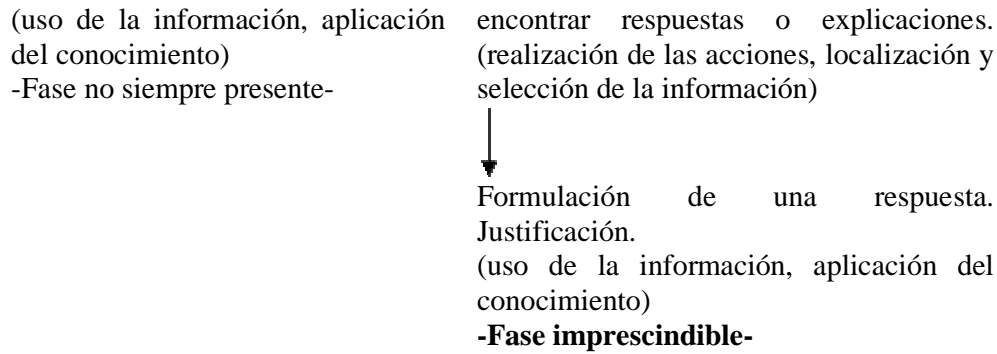 (uso de la información, aplicación
del conocimiento)
-Fase no siempre presente-
encontrar respuestas o explicaciones.
(realización de las acciones, localización y
selección de la información)
Formulación de una respuesta.
Justificación.
(uso de la información, aplicación del
conocimiento)
-Fase imprescindible-